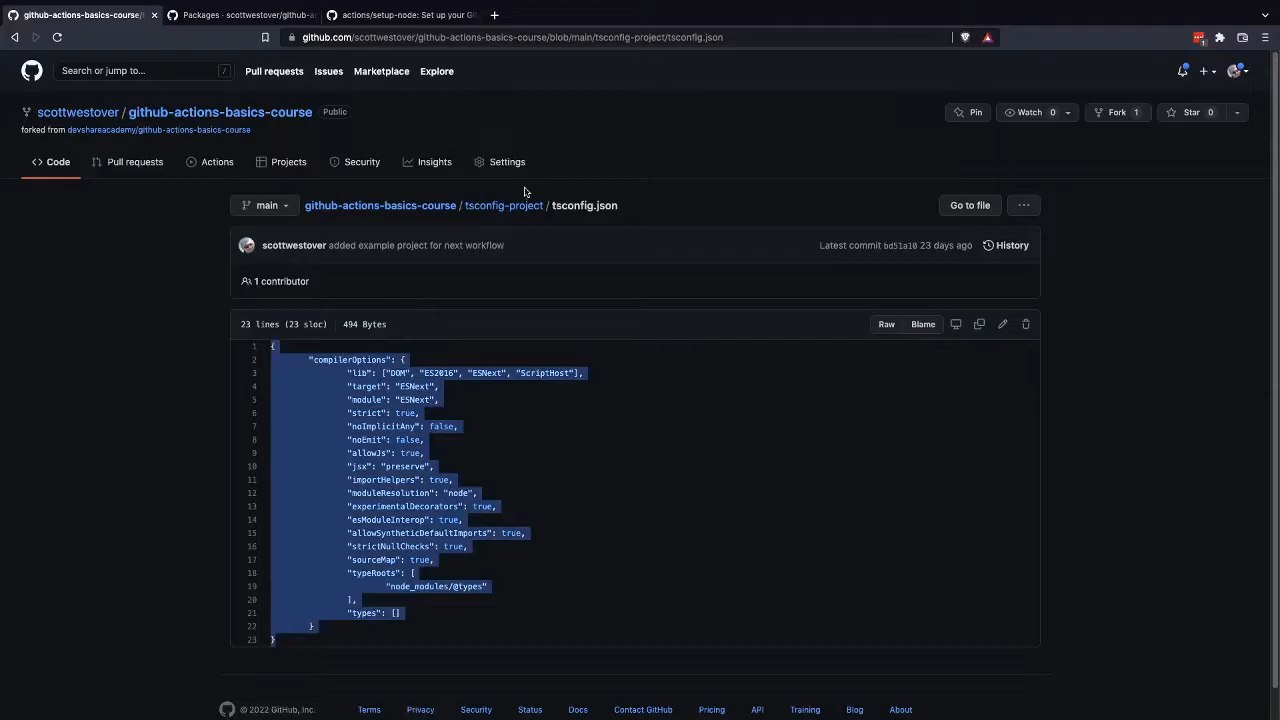 github-actions-basics-course/
Packages · scottwestover/github-a
actions/setup-node: Set up your Gi
github.com/scottwestover/github-actions-basics-course/blob/main/tsconfig-project/tsconfig.json
1
Search or jump to... /
Pull requests Issues Marketplace Explore
scottwestover / github-actions-basics-course Public
Pin Watch 0 Fork 1 Star 0
forked from devshareacademy/github-actions-basics-course
Code Pull requests Actions Projects Security Insights Settings
main github-actions-basics-course / tsconfig-project / tsconfig.json Go to file ...
scottwestover added example project for next workflow Latest commit bd51a10 23 days ago History
1 contributor
23 lines (23 sloc) 494 Bytes Raw Blame
1 {
2 "compilerOptions": {
3 "lib": ["DOM", "ES2016", "ESNext", "ScriptHost"],
4 "target": "ESNext",
5 "module": "ESNext",
6 "strict": true,
7 "noImplicitAny": false,
8 "noEmit": false,
9 "allowJs": true,
10 "jsx": "preserve",
11 "importHelpers": true,
12 "moduleResolution": "node",
13 "experimentalDecorators": true,
14 "esModuleInterop": true,
15 "allowSyntheticDefaultImports": true,
16 "strictNullChecks": true,
17 "sourceMap": true,
18 "typeRoots": [
19 "node_modules/@types"
20 ],
21 "types": []
22 }
23 }
© 2022 GitHub, Inc. Terms Privacy Security Status Docs Contact GitHub Pricing API Training Blog About